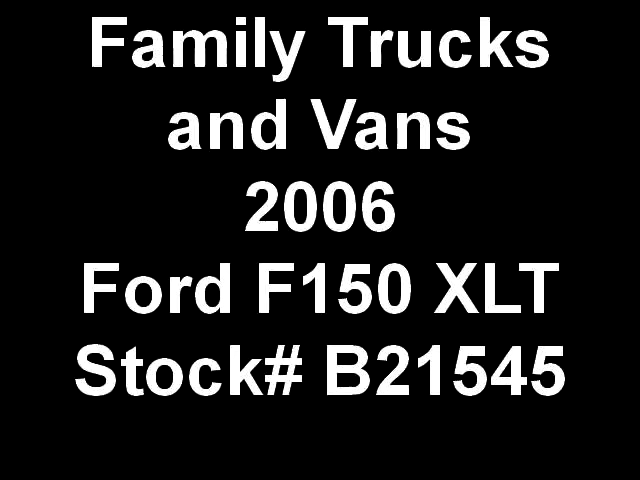 Family Trucks
and Vans
2006
Ford F150 XLT
Stock# B21545